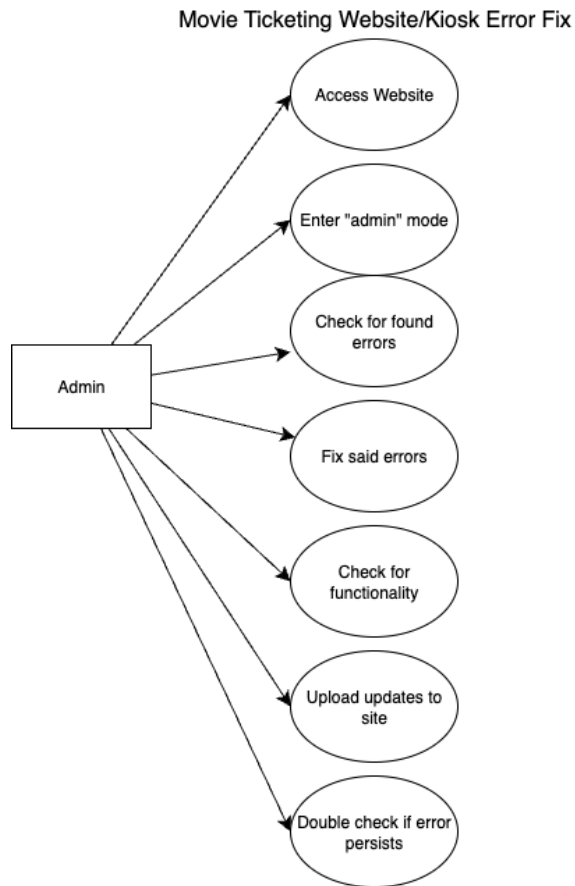 Movie Ticketing Website/Kiosk Error Fix
Access Website
Enter "admin" mode
Check for found
errors
Admin
Fix said errors
Check for
functionality
Upload updates to
site
Double check if error
persists